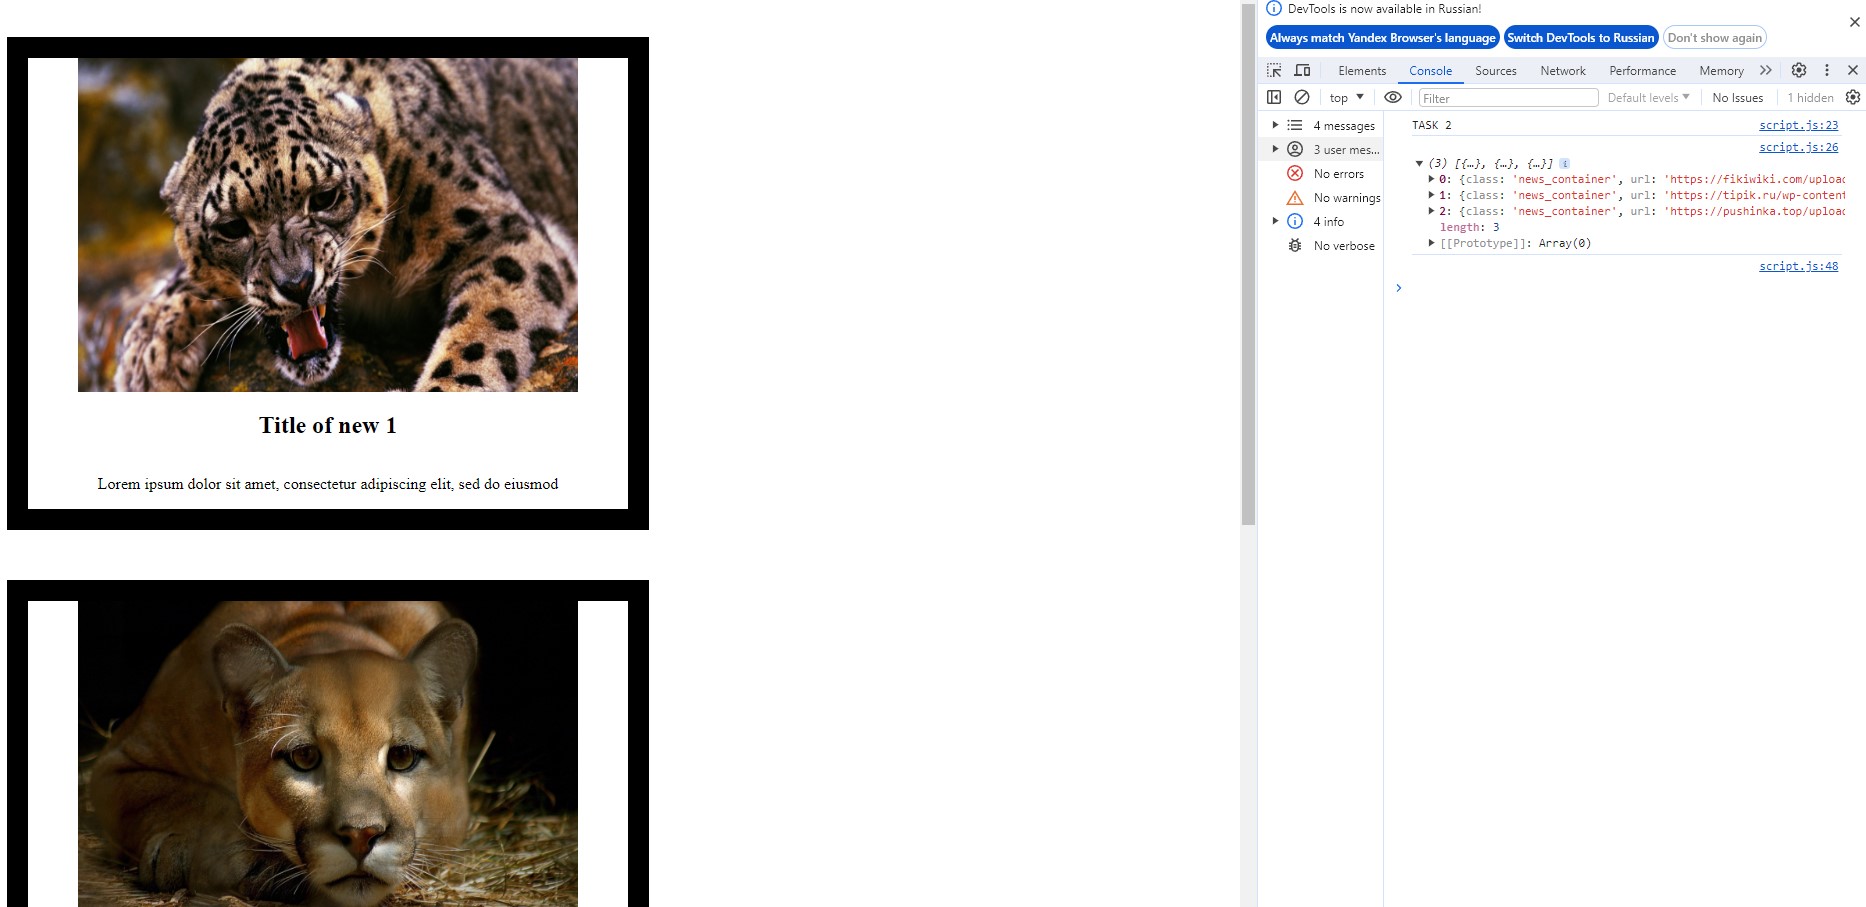 Title of new 1
Lorem ipsum dolor sit amet, consectetur adipiscing elit, sed do eiusmod
DevTools is now available in Russian!
Always match Yandex Browser's language Switch DevTools to Russian Don't show again
Elements Console Sources Network Performance Memory
top Filter Default levels No Issues 1 hidden
4 messages
3 user mes...
No errors
No warnings
4 info
No verbose
TASK 2 script.js:23
script.js:26
(3) [{…}, {…}, {…}] i
0: {class: 'news_container', url: 'https://fikiwiki.com/upload
1: {class: 'news_container', url: 'https://tipik.ru/wp-content
2: {class: 'news_container', url: 'https://pushinka.top/upload
length: 3
[[Prototype]]: Array(0)
script.js:48